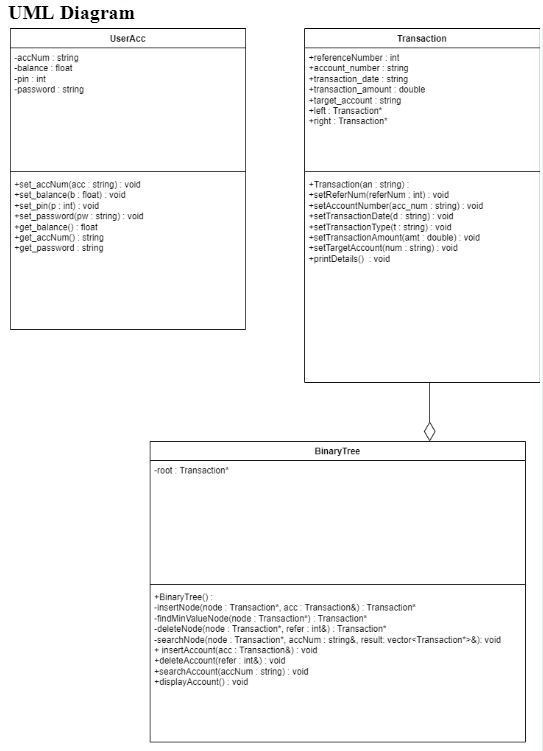 UML Diagram
UserAcc
-accNum : string
-balance : float
-pin : int
-password : string
+set_accNum(acc : string) : void
+set_balance(b : float) : void
+set_pin(p : int) : void
+set_password(pw : string) : void
+get_balance() : float
+get_accNum() : string
+get_password : string
Transaction
+referenceNumber : int
+account_number : string
+transaction_date : string
+transaction_amount : double
+target_account : string
+left : Transaction*
+right : Transaction*
+Transaction(an : string) :
+setReferNum(referNum : int) : void
+setAccountNumber(acc_num : string) : void
+setTransactionDate(d : string) : void
+setTransactionType(t : string) : void
+setTransactionAmount(amt : double) : void
+setTargetAccount(num : string) : void
+printDetails() : void
BinaryTree
-root : Transaction*
+BinaryTree() :
-insertNode(node : Transaction*, acc : Transaction&) : Transaction*
-findMinValueNode(node : Transaction*) : Transaction*
-deleteNode(node : Transaction*, refer : int&) : Transaction*
-searchNode(node : Transaction*, accNum : string&, result: vector<Transaction*>&): void
+ insertAccount(acc : Transaction&) : void
+deleteAccount(refer : int&) : void
+searchAccount(accNum : string) : void
+displayAccount() : void